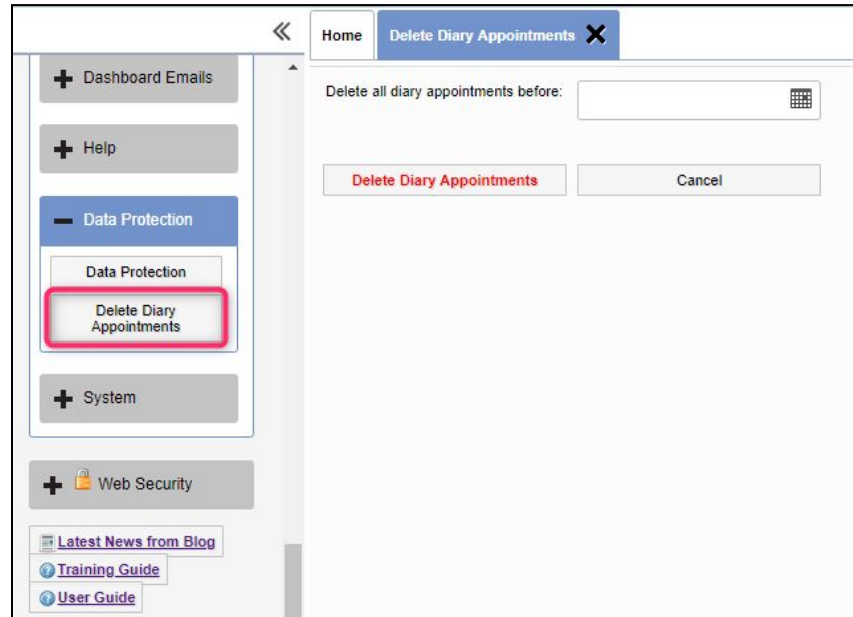 Home
Delete Diary Appointments
Dashboard Emails
Help
Data Protection
Data Protection
Delete Diary
Appointments
System
Web Security
Latest News from Blog
Training Guide
User Guide
Delete all diary appointments before:
Delete Diary Appointments
Cancel